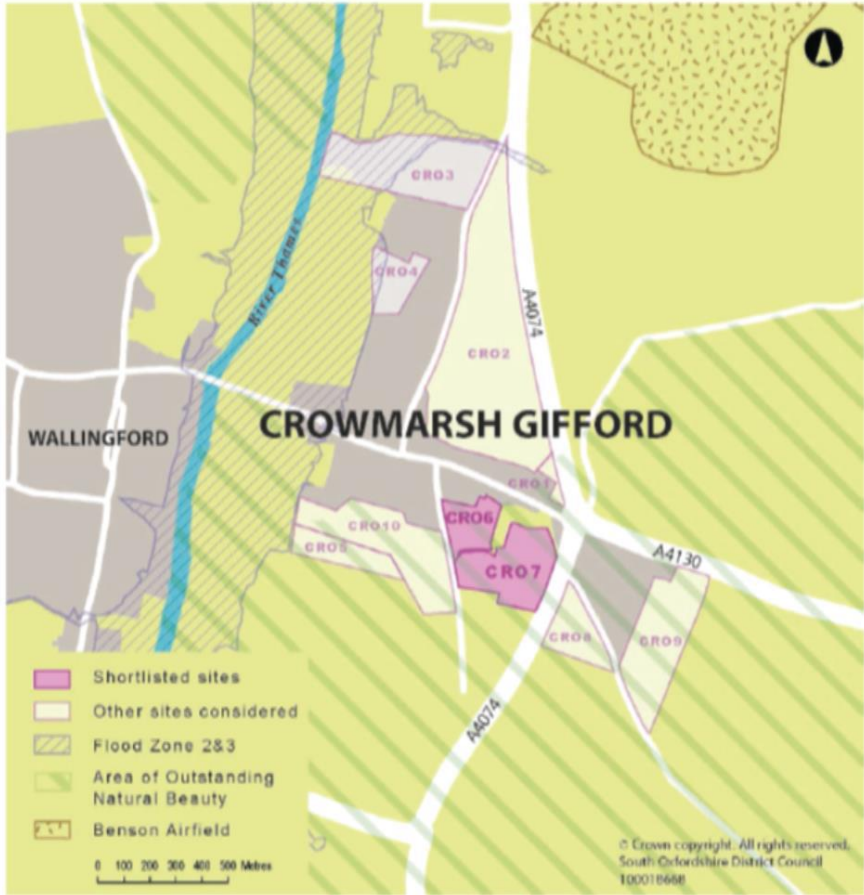 CRO3
CRO4
River Thames
A4074
CRO2
WALLINGFORD
CROWMARSH GIFFORD
CRO1
CRO6
CRO10
CRO5
CRO7
A4130
CRO8
CRO9
A4074
Shortlisted sites
Other sites considered
Flood Zone 2&3
Area of Outstanding
Natural Beauty
Benson Airfield
0 100 200 300 400 500 Metres
© Crown copyright. All rights reserved.
South Oxfordshire District Council
100018668